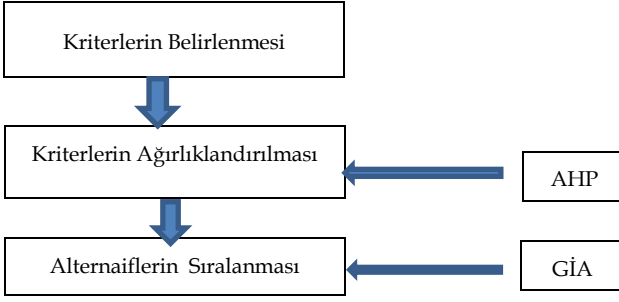 Kriterlerin Belirlenmesi
Kriterlerin Ağırlıklandırılması
AHP
Alternaiflerin Sıralanması
GİA